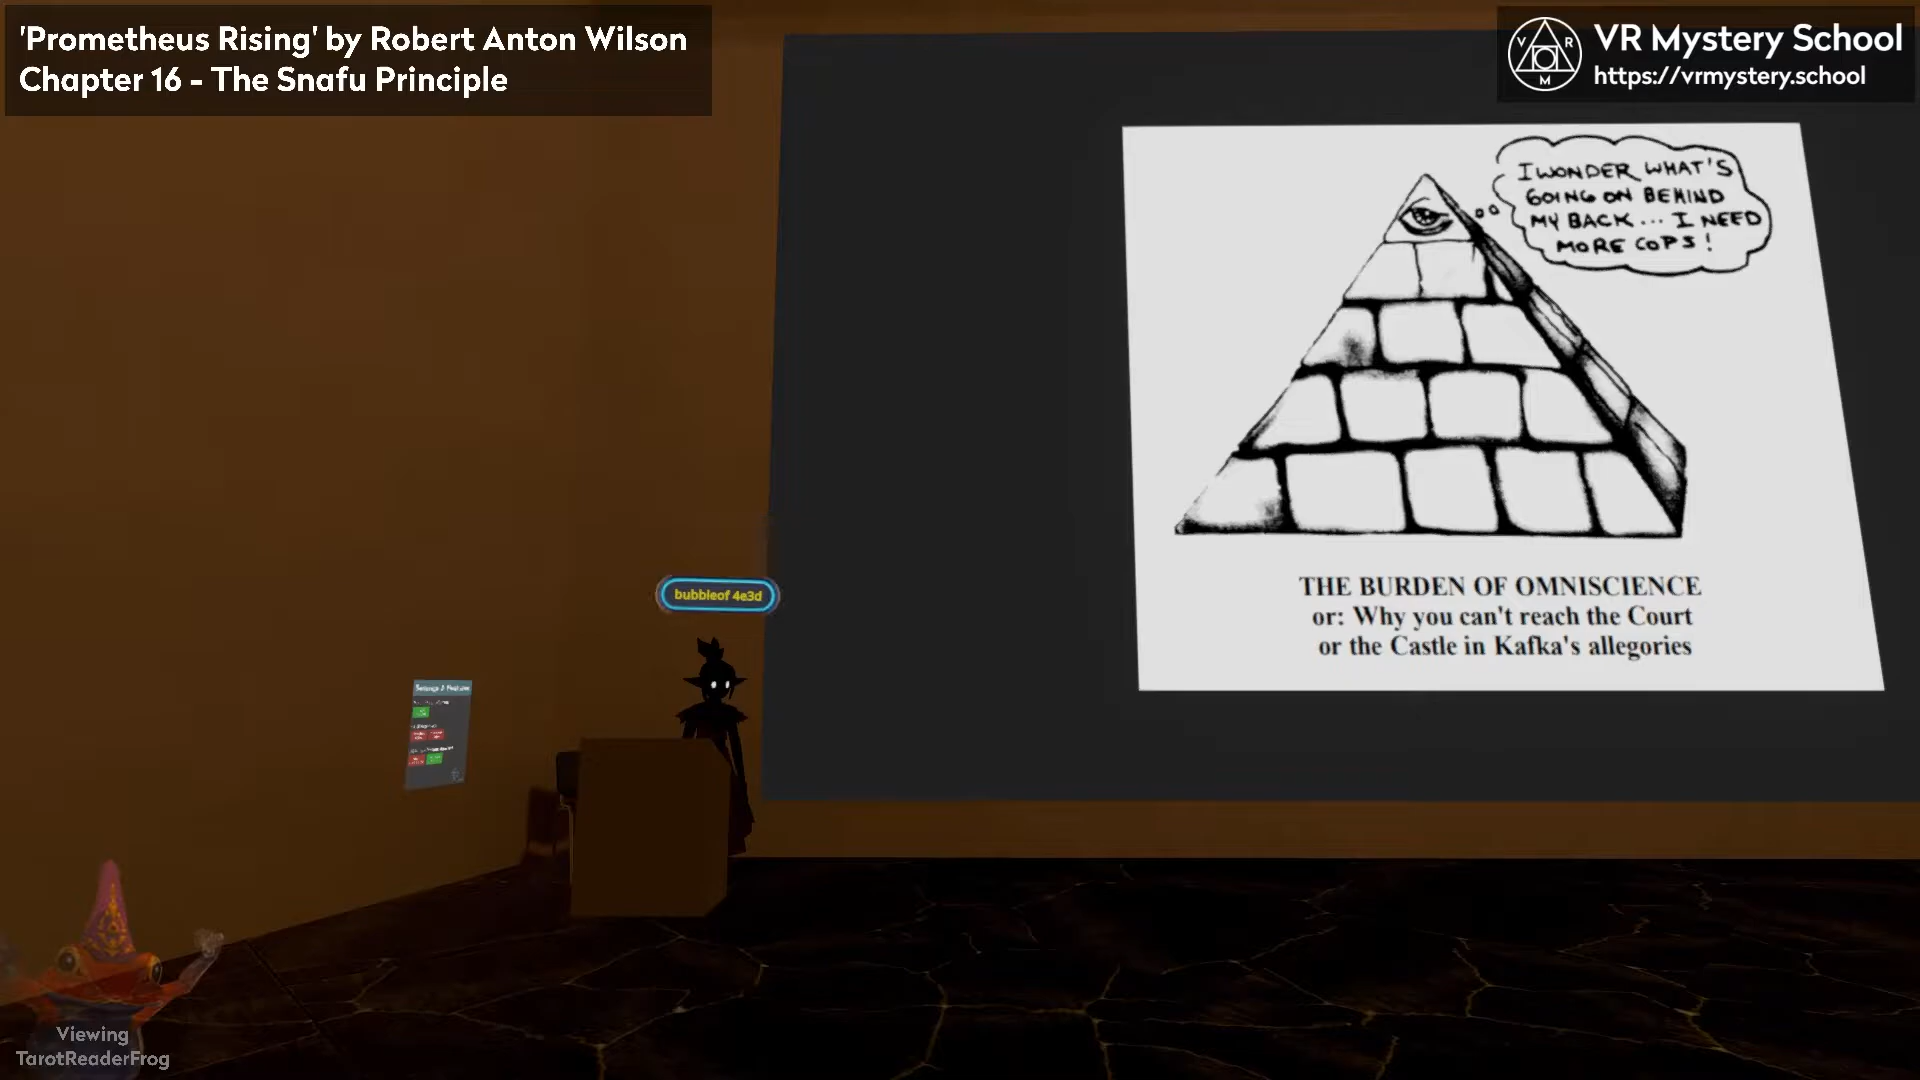 'Prometheus Rising' by Robert Anton Wilson
Chapter 16 - The Snafu Principle
VR Mystery School
https://vrmystery.school
V R
M
I WONDER WHAT'S
GOING ON BEHIND
MY BACK... I NEED
MORE COPS!
THE BURDEN OF OMNISCIENCE
or: Why you can't reach the Court
or the Castle in Kafka's allegories
bubbleof 4e3d
Viewing
TarotReaderFrog